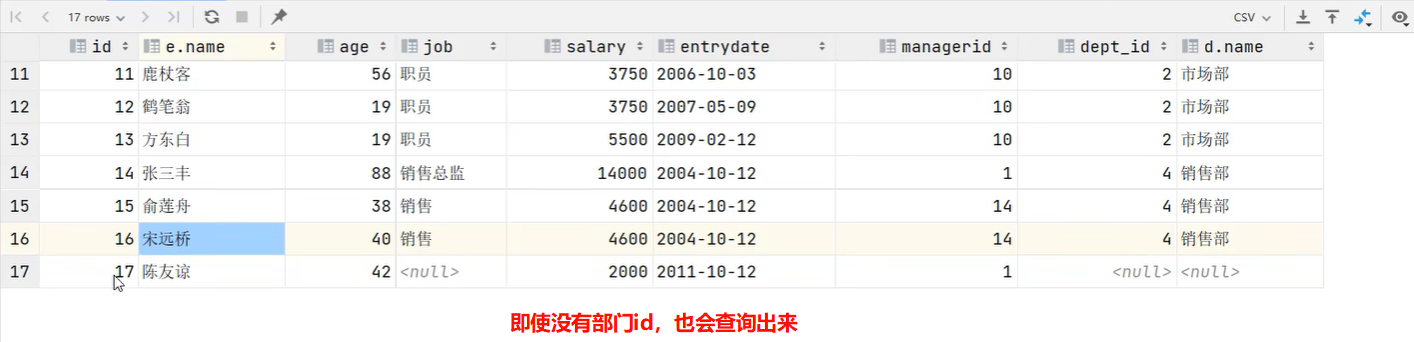 17 rows CSV
id e.name age job salary entrydate managerid dept_id d.name
11 11 鹿杖客 56 职员 3750 2006-10-03 10 2 市场部
12 12 鹤笔翁 19 职员 3750 2007-05-09 10 2 市场部
13 13 方东白 19 职员 5500 2009-02-12 10 2 市场部
14 14 张三丰 88 销售总监 14000 2004-10-12 1 4 销售部
15 15 俞莲舟 38 销售 4600 2004-10-12 14 4 销售部
16 16 宋远桥 40 销售 4600 2004-10-12 14 4 销售部
17 17 陈友谅 42 <null> 2000 2011-10-12 1 <null> <null>
即使没有部门id，也会查询出来